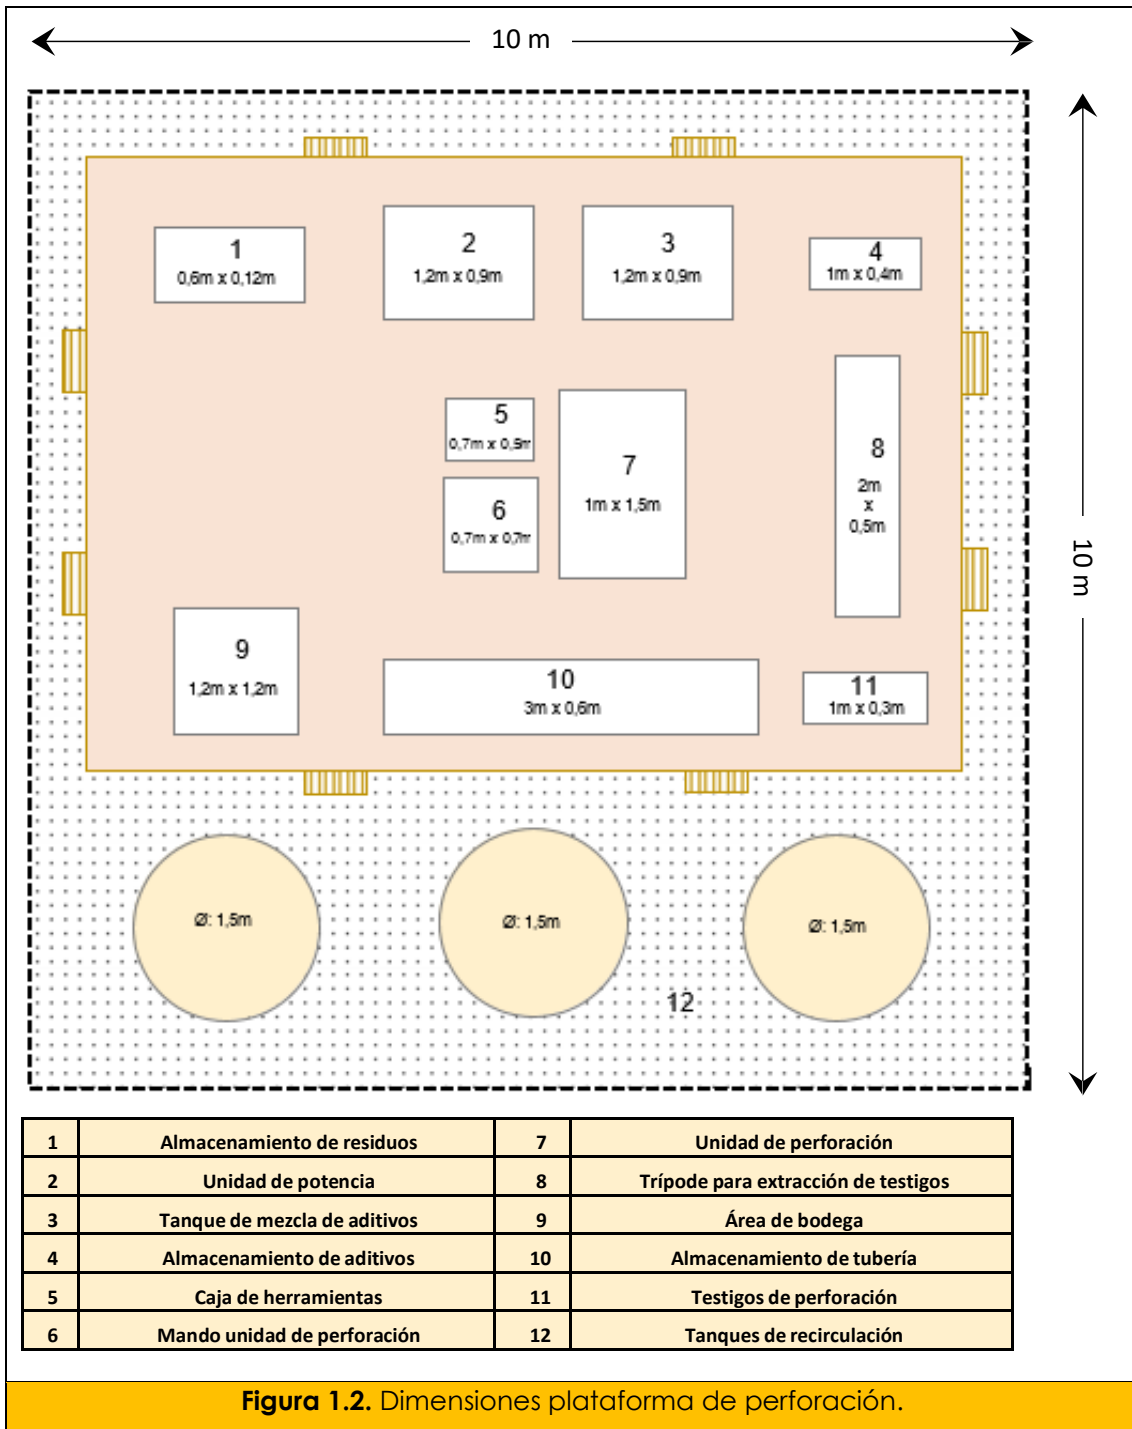 10 m
10 m
1
0,6m x 0,12m
2
1,2m x 0,9m
3
1,2m x 0,9m
4
1m x 0,4m
5
0,7m x 0,5m
6
0,7m x 0,7m
7
1m x 1,5m
8
2m
x
0,5m
9
1,2m x 1,2m
10
3m x 0,6m
11
1m x 0,3m
Ø: 1,5m
Ø: 1,5m
Ø: 1,5m
12
1 Almacenamiento de residuos 7 Unidad de perforación
2 Unidad de potencia 8 Trípode para extracción de testigos
3 Tanque de mezcla de aditivos 9 Área de bodega
4 Almacenamiento de aditivos 10 Almacenamiento de tubería
5 Caja de herramientas 11 Testigos de perforación
6 Mando unidad de perforación 12 Tanques de recirculación
Figura 1.2. Dimensiones plataforma de perforación.